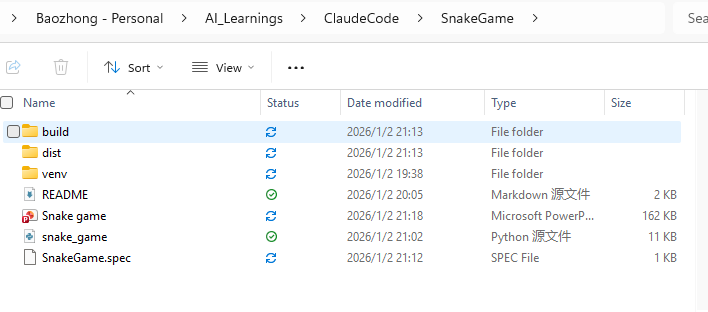 Baozhong - Personal > AI_Learnings > ClaudeCode > SnakeGame > Sea
Sort View ...
Name Status Date modified Type Size
build 2026/1/2 21:13 File folder
dist 2026/1/2 21:13 File folder
venv 2026/1/2 19:38 File folder
README 2026/1/2 20:05 Markdown 源文件 2 KB
Snake game 2026/1/2 21:18 Microsoft PowerP... 162 KB
snake_game 2026/1/2 21:02 Python 源文件 11 KB
SnakeGame.spec 2026/1/2 21:12 SPEC File 1 KB